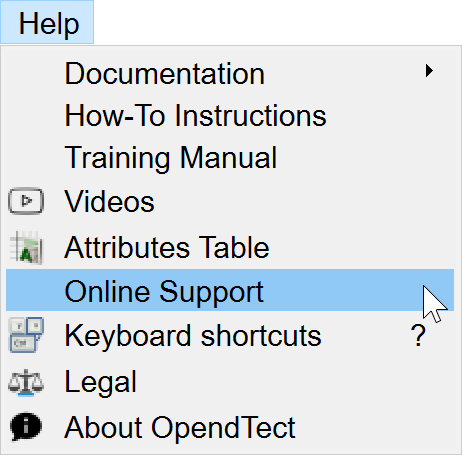 Help
Documentation
How-To Instructions
Training Manual
Videos
Attributes Table
Online Support
Keyboard shortcuts ?
Legal
About OpendTect